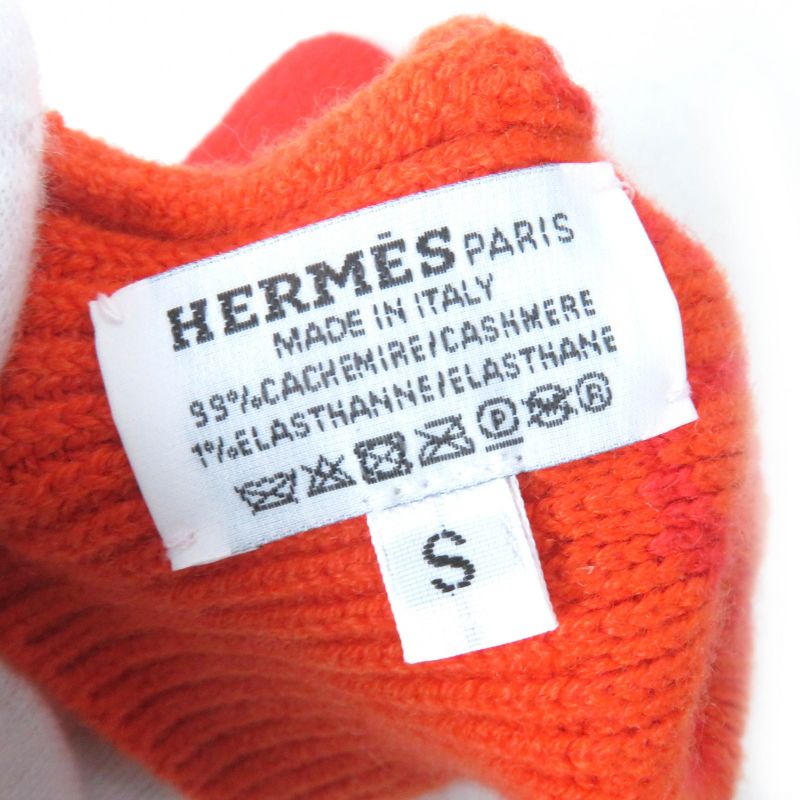 HERMÈS PARIS
MADE IN ITALY
99%CACHEMIRE/CASHMERE
1%ELASTHANNE/ELASTHANE
P R
S